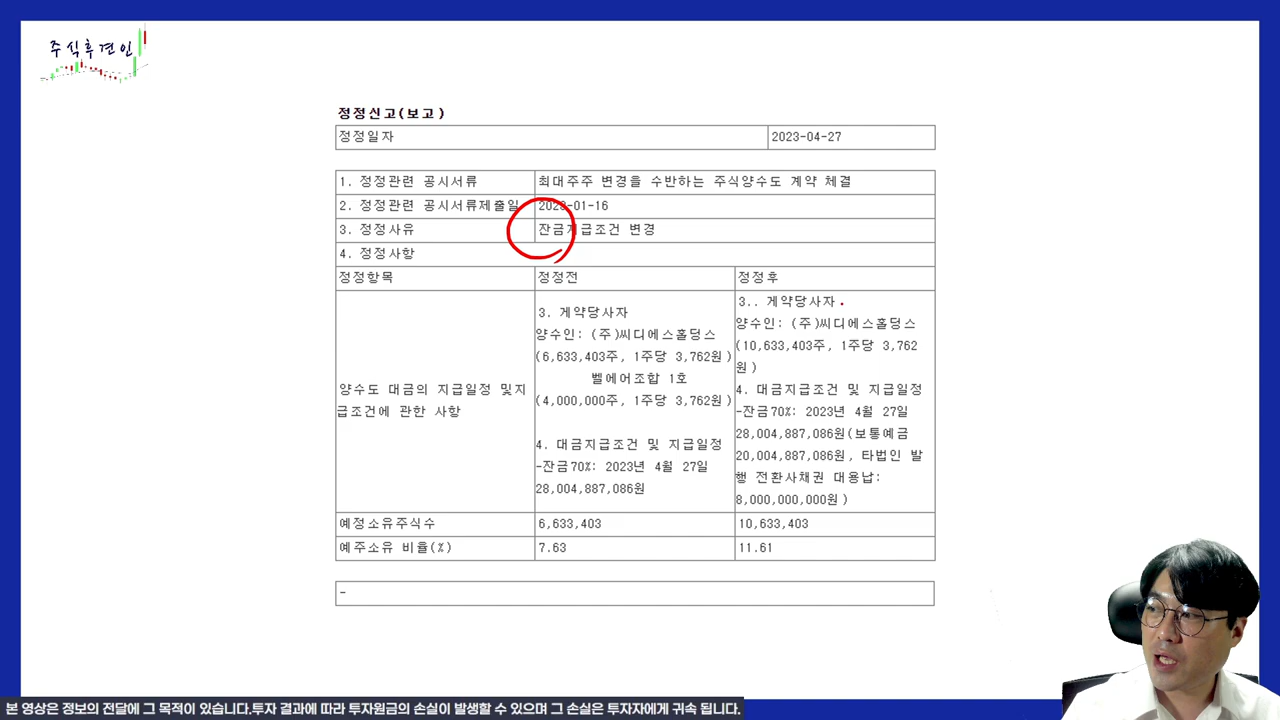 주식후견인
정정신고(보고)
정정일자 2023-04-27
1. 정정관련 공시서류 최대주주 변경을 수반하는 주식양수도 계약 체결
2. 정정관련 공시서류제출일 2023-01-16
3. 정정사유 잔금지급조건 변경
4. 정정사항
정정항목 정정전 정정후
양수도 대금의 지급일정 및지
급조건에 관한 사항
3. 게약당사자
양수인: (주)씨디에스홀덩스
(6,633,403주, 1주당 3,762원)
벨에어조합 1호
(4,000,000주, 1주당 3,762원)
4. 대금지급조건 및 지급일정
-잔금70%: 2023년 4월 27일
28,004,887,086원
3.. 게약당사자
양수인: (주)씨디에스홀덩스
(10,633,403주, 1주당 3,762
원)
4. 대금지급조건 및 지급일정
-잔금70%: 2023년 4월 27일
28,004,887,086원(보통예금
20,004,887,086원, 타법인 발
행 전환사채권 대용납:
8,000,000,000원)
예정소유주식수 6,633,403 10,633,403
예주소유 비율(%) 7.63 11.61
-
본 영상은 정보의 전달에 그 목적이 있습니다.투자 결과에 따라 투자원금의 손실이 발생할 수 있으며 그 손실은 투자자에게 귀속 됩니다.